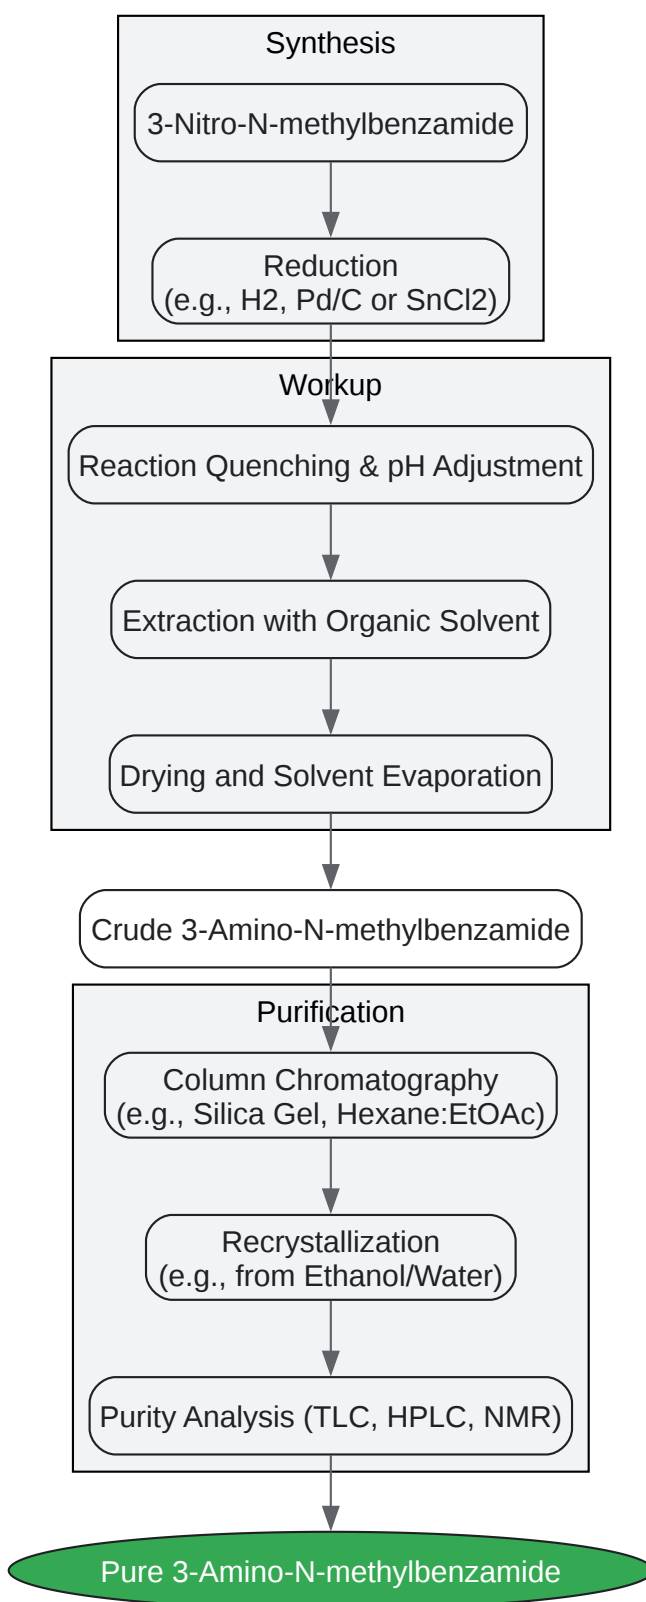 Synthesis
3-Nitro-N-methylbenzamide
Reduction
(e.g., H2, Pd/C or SnCl2)
Workup
Reaction Quenching & pH Adjustment
Extraction with Organic Solvent
Drying and Solvent Evaporation
Crude 3-Amino-N-methylbenzamide
Purification
Column Chromatography
(e.g., Silica Gel, Hexane:EtOAc)
Recrystallization
(e.g., from Ethanol/Water)
Purity Analysis (TLC, HPLC, NMR)
Pure 3-Amino-N-methylbenzamide